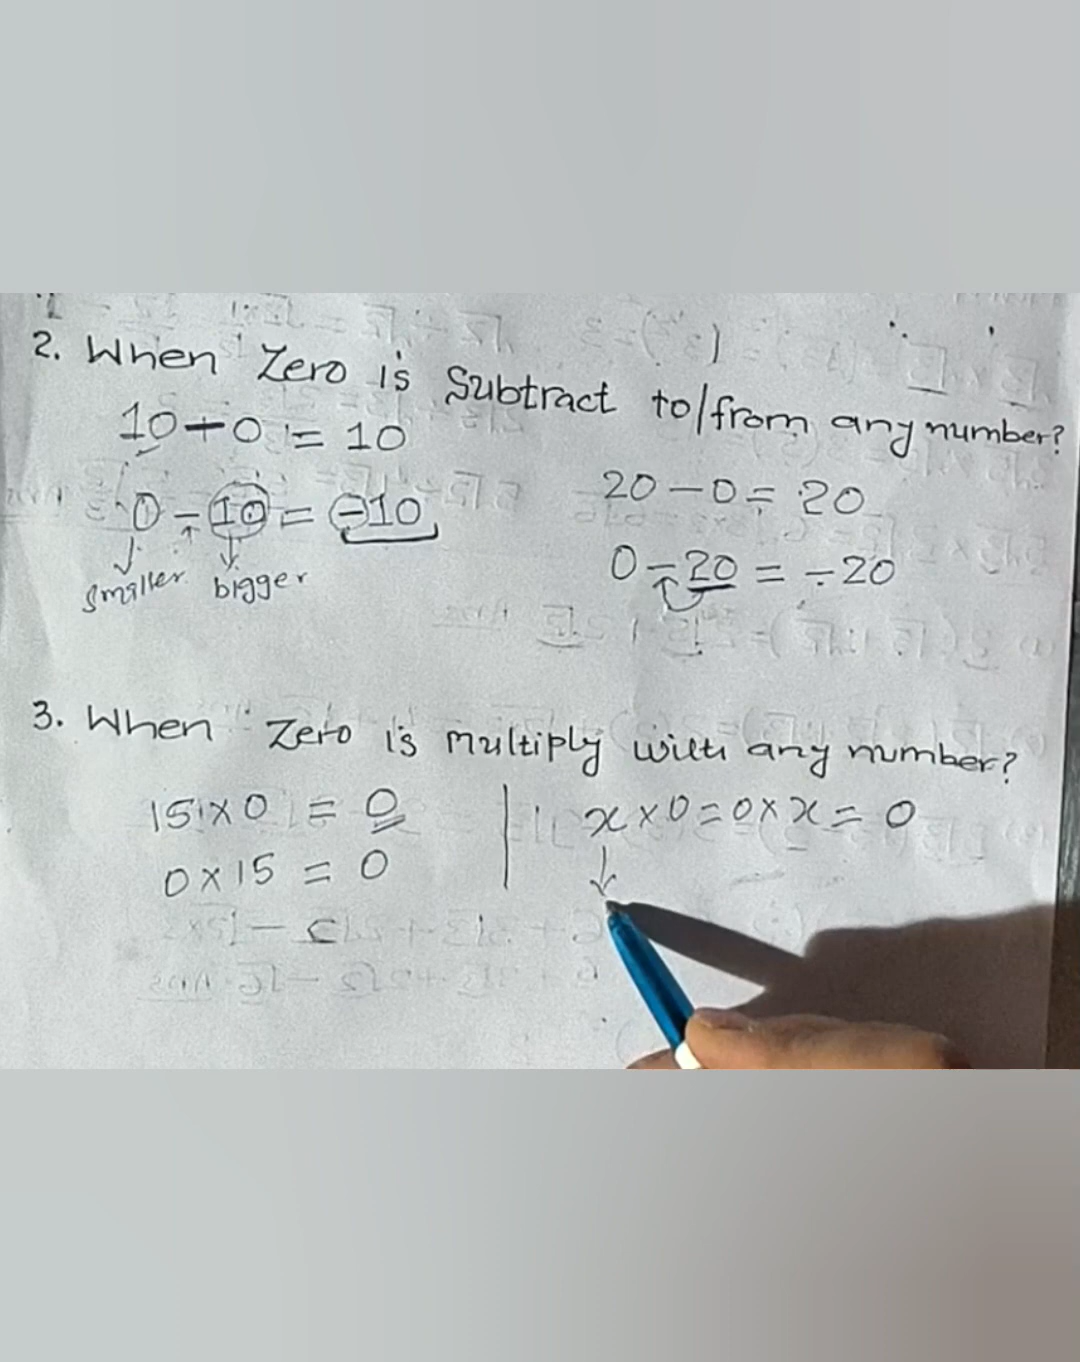 2. When Zero is Subtract to/from any number?
10-0 = 10
0-10 = -10
smaller bigger
20-0 = 20
0-20 = -20
3. When Zero is multiply with any number?
15 x 0 = 0
0 x 15 = 0
x x 0 = 0 x x = 0